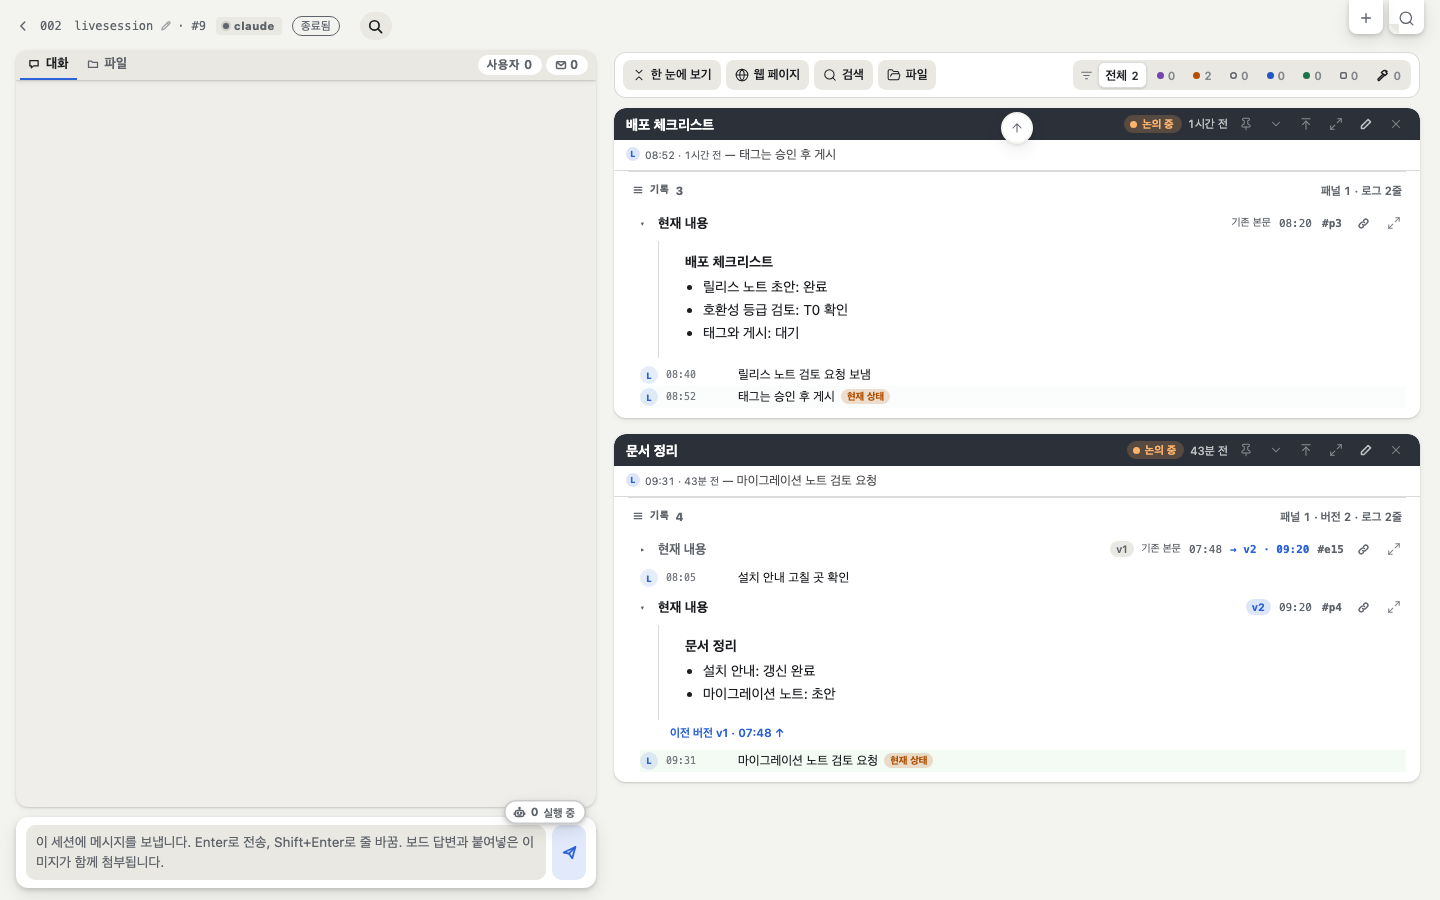 002 livesession · #9 claude 종료됨
대화 파일 사용자 0 0
한 눈에 보기 웹 페이지 검색 파일 전체 2 0 2 0 0 0 0 0
배포 체크리스트 논의 중 1시간 전
L 08:52 · 1시간 전 — 태그는 승인 후 게시
기록 3 패널 1 · 로그 2줄
현재 내용 기존 본문 08:20 #p3
배포 체크리스트
• 릴리스 노트 초안: 완료
• 호환성 등급 검토: T0 확인
• 태그와 게시: 대기
L 08:40 릴리스 노트 검토 요청 보냄
L 08:52 태그는 승인 후 게시 현재 상태
문서 정리 논의 중 43분 전
L 09:31 · 43분 전 — 마이그레이션 노트 검토 요청
기록 4 패널 1 · 버전 2 · 로그 2줄
현재 내용 v1 기존 본문 07:48 → v2 · 09:20 #e15
L 08:05 설치 안내 고칠 곳 확인
현재 내용 v2 09:20 #p4
문서 정리
• 설치 안내: 갱신 완료
• 마이그레이션 노트: 초안
이전 버전 v1 · 07:48 ↑
L 09:31 마이그레이션 노트 검토 요청 현재 상태
0 실행 중
이 세션에 메시지를 보냅니다. Enter로 전송, Shift+Enter로 줄 바꿈. 보드 답변과 붙여넣은 이
미지가 함께 첨부됩니다.